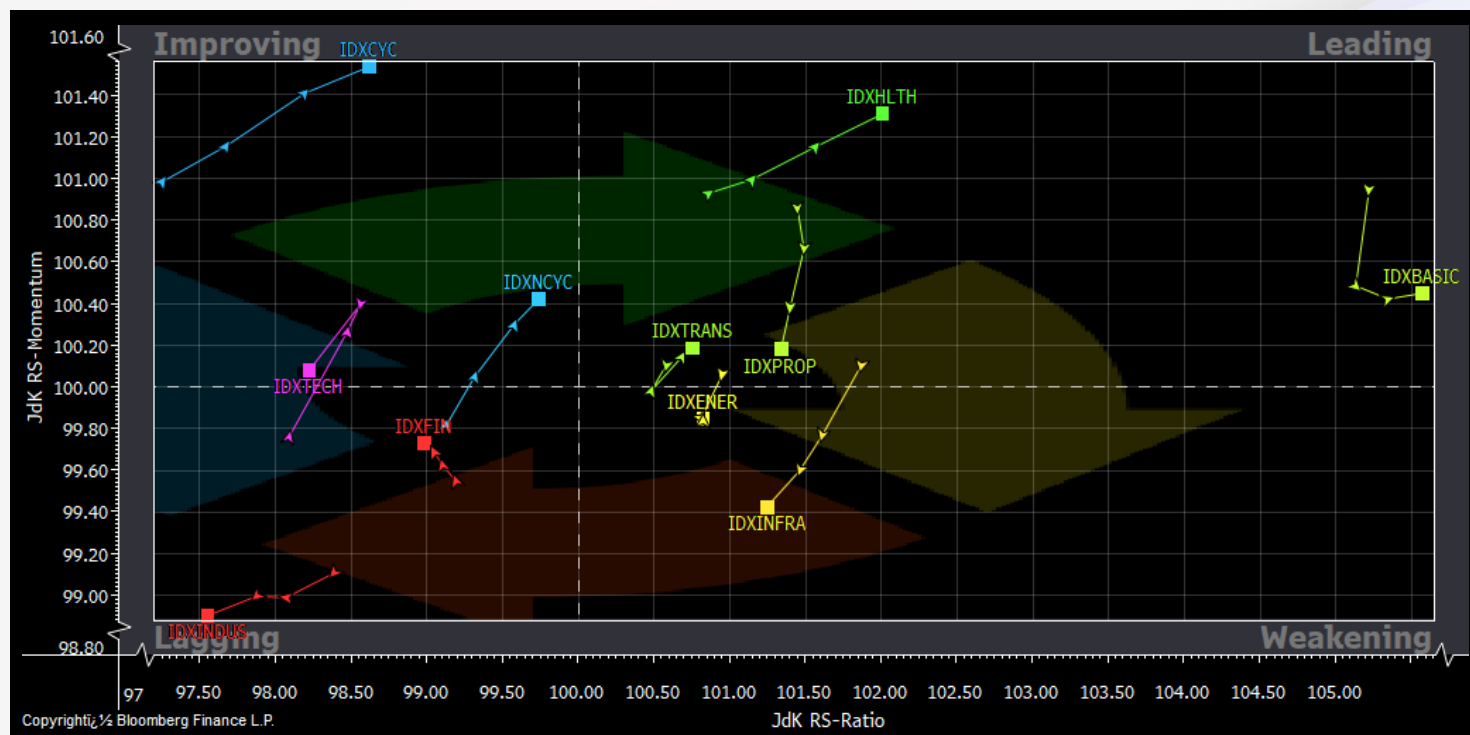 101.60
Improving
IDXCYC
Leading
101.40
IDXHLTH
101.20
101.00
100.80
100.60
JdK RS-Momentum
IDXNCYC
IDXBASIC
100.40
IDXTRANS
100.20
IDXPROP
100.00
IDXTECH
IDXENER
99.80
IDXFIN
99.60
99.40
IDXINFRA
99.20
99.00
IDXINDUS
98.80
Lagging
Weakening
97
97.50
98.00
98.50
99.00
99.50
100.00
100.50
101.00
101.50
102.00
102.50
103.00
103.50
104.00
104.50
105.00
Copyrightï¿½ Bloomberg Finance L.P.
JdK RS-Ratio